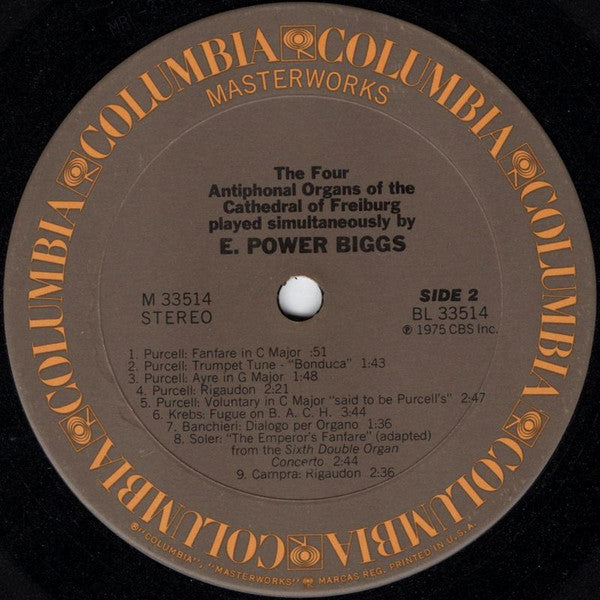 COLUMBIA COLUMBIA COLUMBIA COLUMBIA COLUMBIA COLUMBIA
MASTERWORKS
The Four
Antiphonal Organs of the
Cathedral of Freiburg
played simultaneously by
E. POWER BIGGS
M 33514
STEREO
SIDE 2
BL 33514
℗ 1975 CBS Inc.
1. Purcell: Fanfare in C Major :51
2. Purcell: Trumpet Tune - "Bonduca" 1:43
3. Purcell: Ayre in G Major 1:48
4. Purcell: Rigaudon 2:21
5. Purcell: Voluntary in C Major "said to be Purcell's" 2:47
6. Krebs: Fugue on B. A. C. H. 3:44
7. Banchieri: Dialogo per Organo 1:36
8. Soler: "The Emperor's Fanfare" (adapted)
from the Sixth Double Organ
Concerto 2:44
9. Campra: Rigaudon 2:36
®"COLUMBIA", "MASTERWORKS" MARCAS REG. PRINTED IN U.S.A.